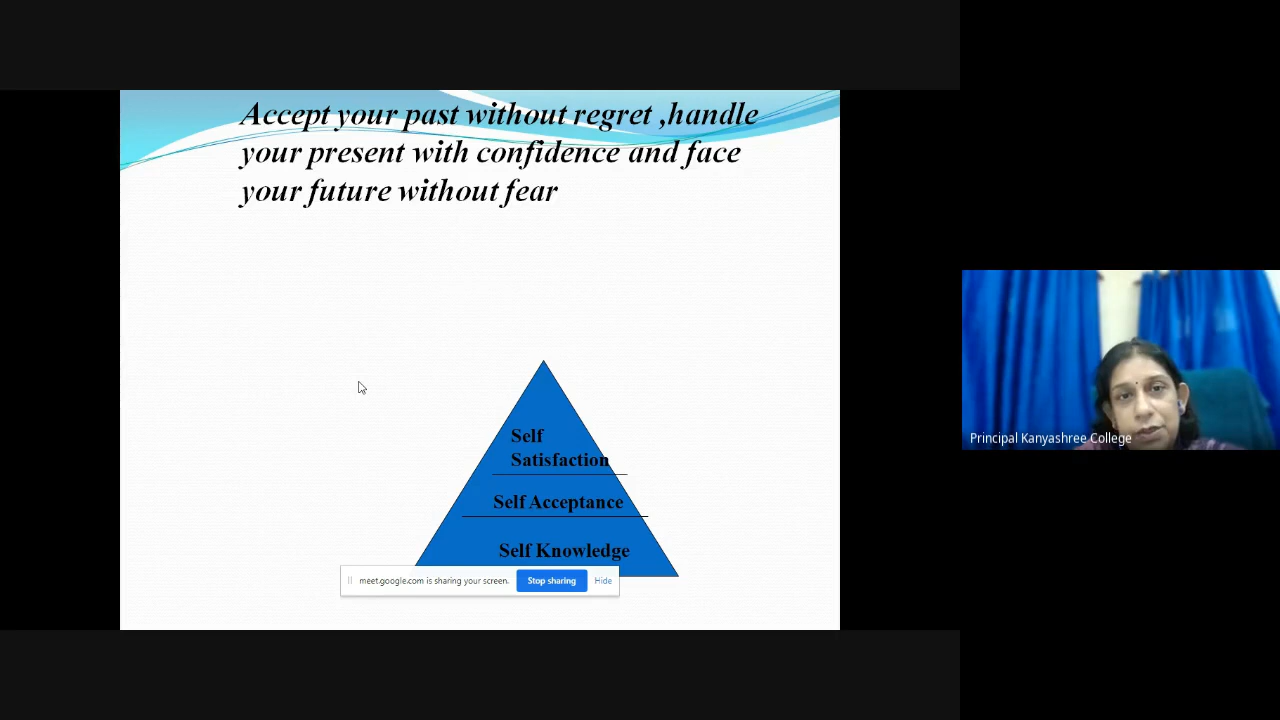 Accept your past without regret ,handle
your present with confidence and face
your future without fear
Self
Satisfaction
Self Acceptance
Self Knowledge
meet.google.com is sharing your screen.
Stop sharing
Hide
Principal Kanyashree College